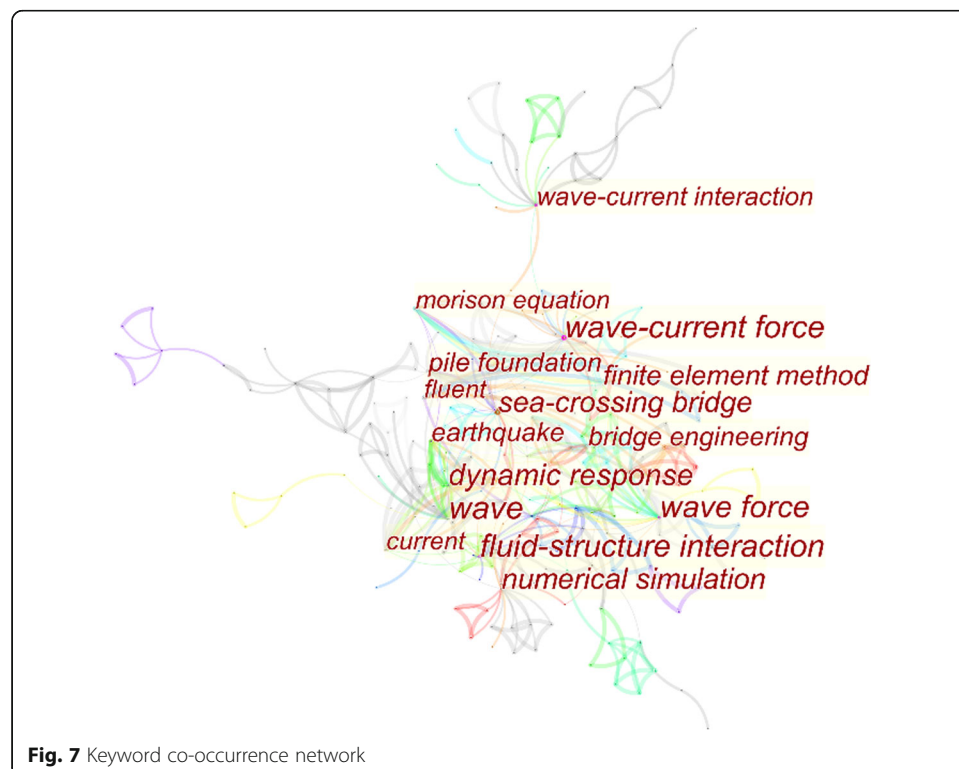 wave-current interaction
morison equation
wave-current force
pile foundation
finite element method
fluent
sea-crossing bridge
earthquake
bridge engineering
dynamic response
wave
wave force
current
fluid-structure interaction
numerical simulation
Fig. 7 Keyword co-occurrence network